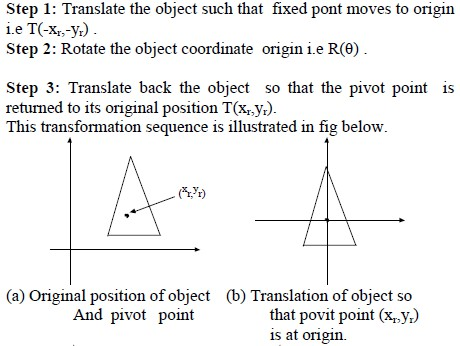 Step 1: Translate the object such that fixed pont moves to origin
i.e T(-xr,-yr) .
Step 2: Rotate the object coordinate origin i.e R(θ) .
Step 3: Translate back the object so that the pivot point is
returned to its original position T(xr,yr).
This transformation sequence is illustrated in fig below.
(xr,yr)
(a) Original position of object
And pivot point
(b) Translation of object so
that povit point (xr,yr)
is at origin.